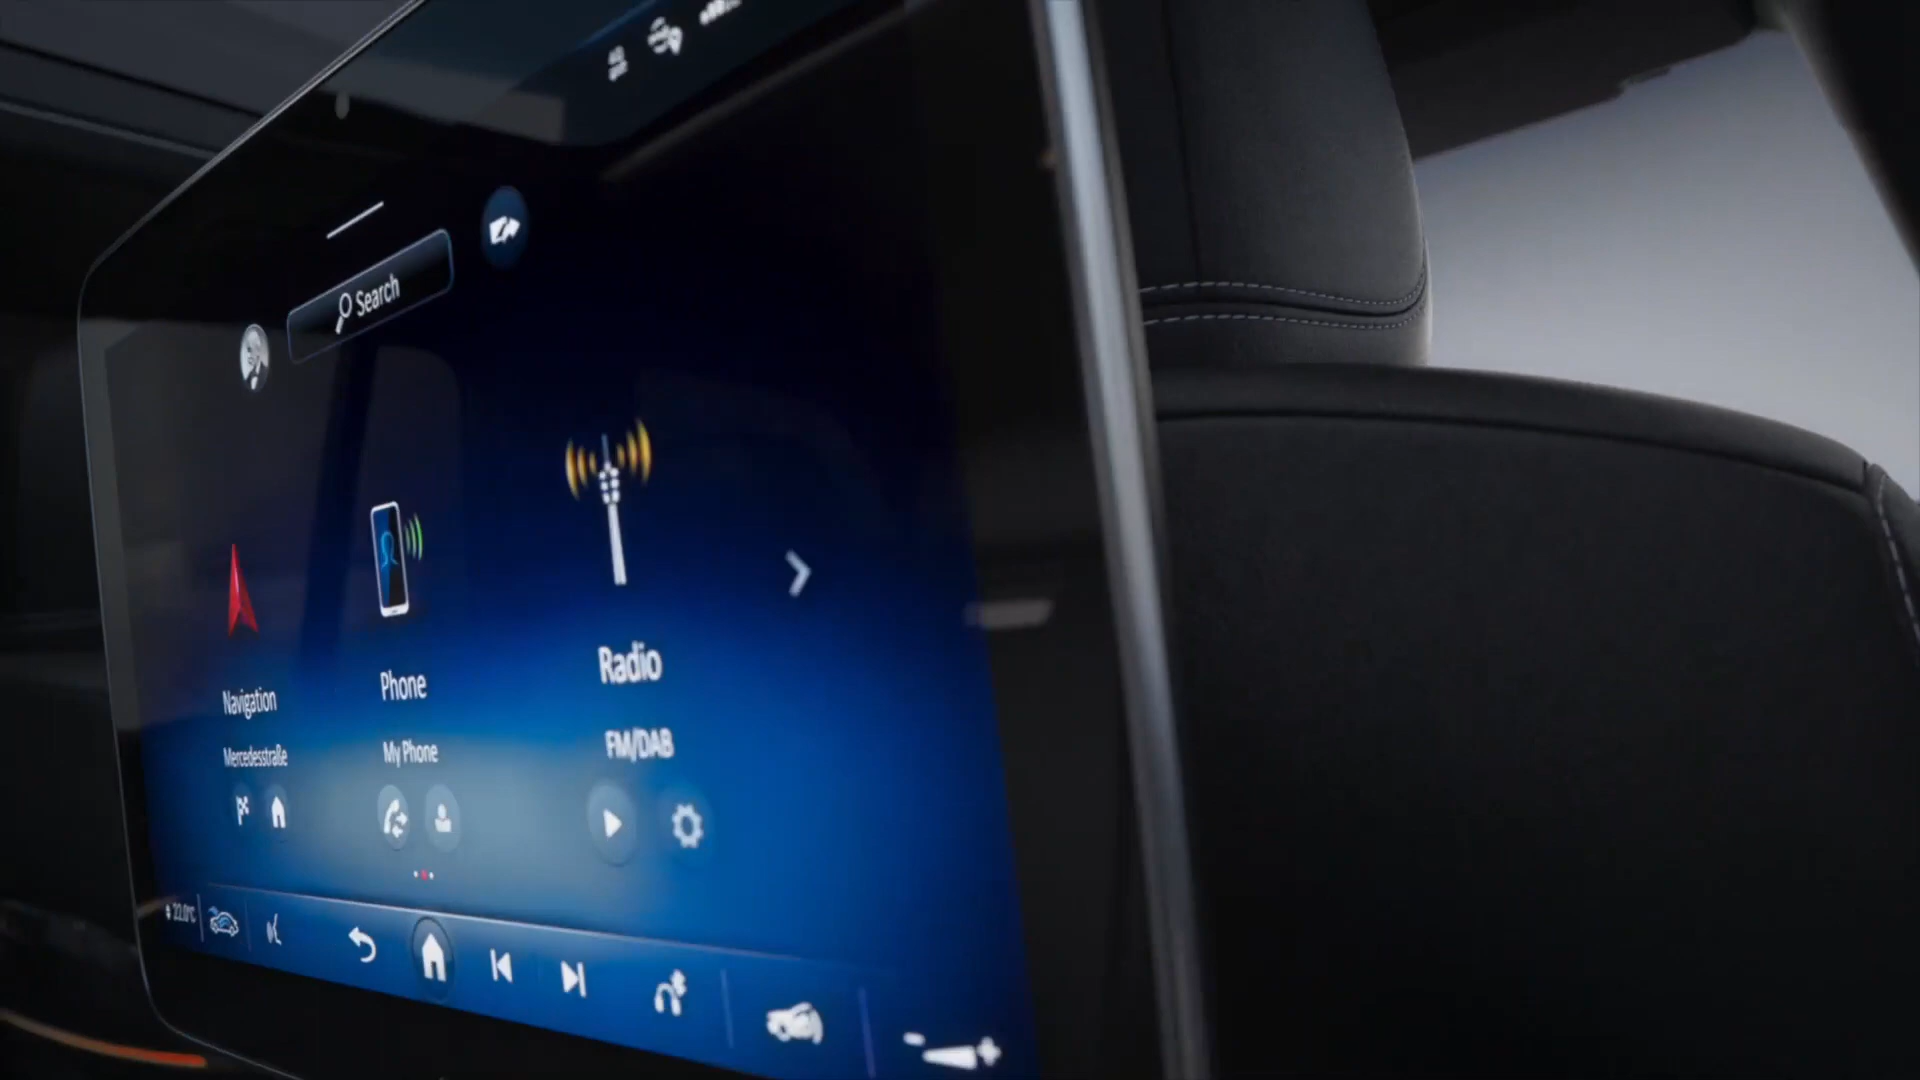 Search
Navigation
Phone
Radio
Mercedesstraße
My Phone
FM/DAB
22.0°C